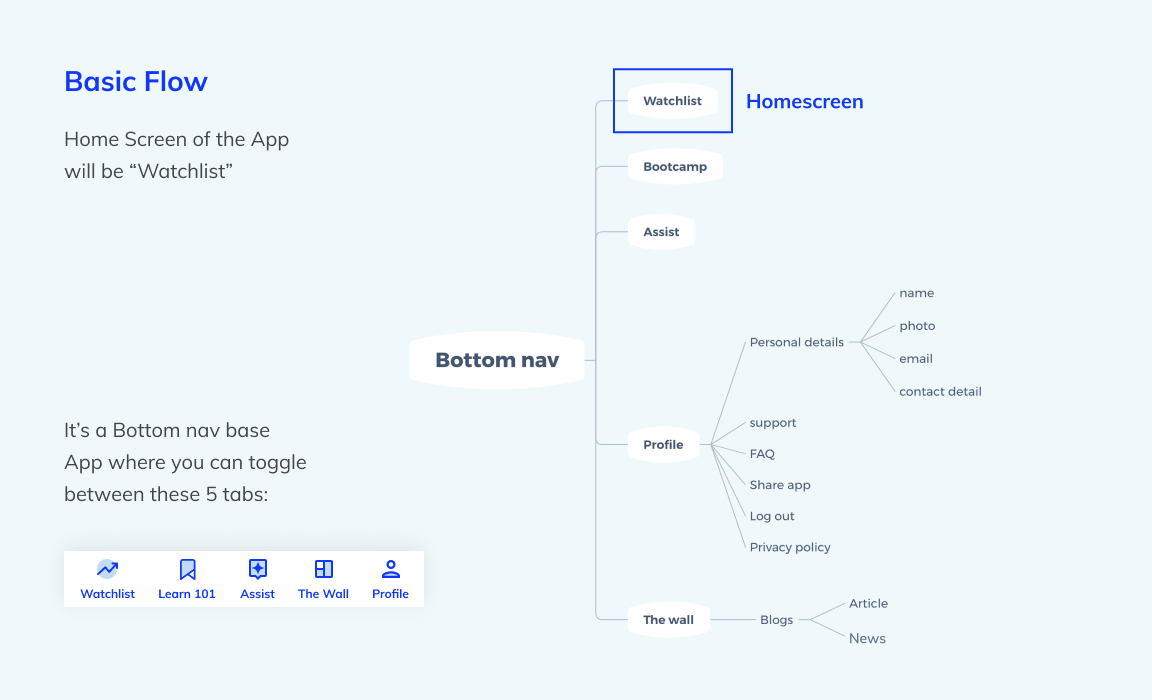 Basic Flow
Home Screen of the App
will be “Watchlist”
It’s a Bottom nav base
App where you can toggle
between these 5 tabs:
Watchlist
Learn 101
Assist
The Wall
Profile
Bottom nav
Watchlist
Homescreen
Bootcamp
Assist
Profile
Personal details
name
photo
email
contact detail
support
FAQ
Share app
Log out
Privacy policy
The wall
Blogs
Article
News